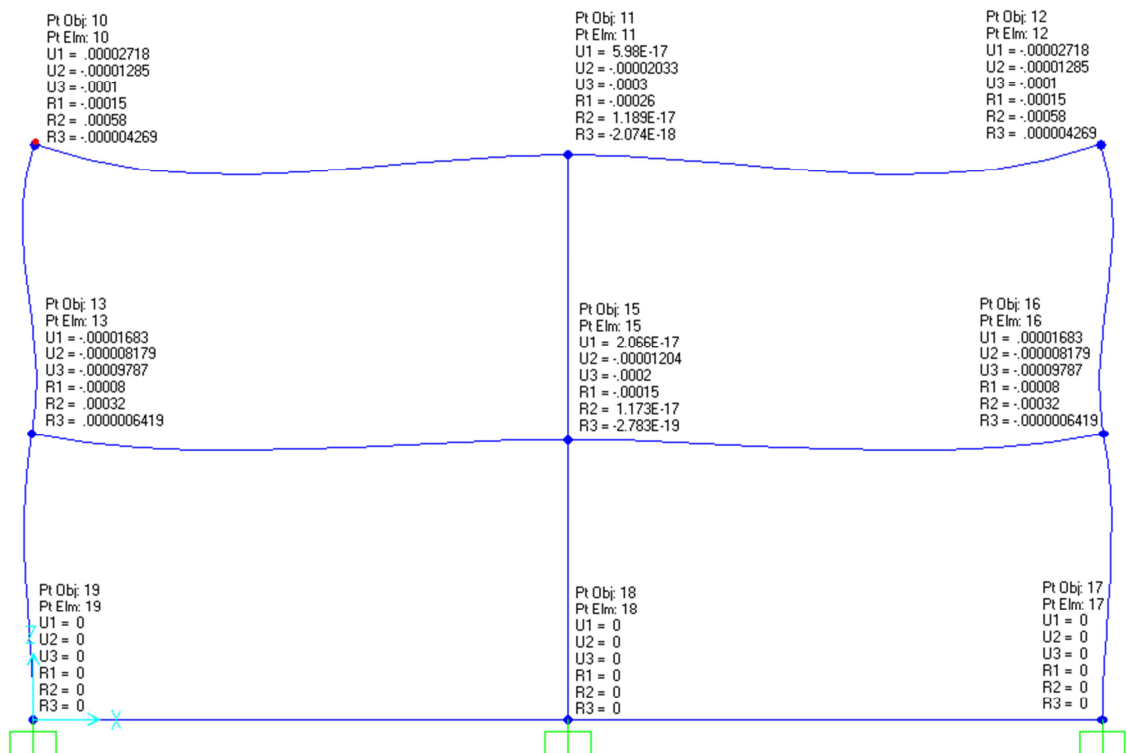 Pt Obj: 10
Pt Elm: 10
U1 = .00002718
U2 = -.00001285
U3 = -.0001
R1 = -.00015
R2 = .00058
R3 = -.000004269
Pt Obj: 11
Pt Elm: 11
U1 = 5.98E-17
U2 = -.00002033
U3 = -.0003
R1 = -.00026
R2 = 1.189E-17
R3 = -2.074E-18
Pt Obj: 12
Pt Elm: 12
U1 = -.00002718
U2 = -.00001285
U3 = -.0001
R1 = -.00015
R2 = -.00058
R3 = .000004269
Pt Obj: 13
Pt Elm: 13
U1 = -.00001683
U2 = -.000008179
U3 = -.00009787
R1 = -.00008
R2 = .00032
R3 = .0000006419
Pt Obj: 15
Pt Elm: 15
U1 = 2.066E-17
U2 = -.00001204
U3 = -.0002
R1 = -.00015
R2 = 1.173E-17
R3 = -2.783E-19
Pt Obj: 16
Pt Elm: 16
U1 = .00001683
U2 = -.000008179
U3 = -.00009787
R1 = -.00008
R2 = -.00032
R3 = -.0000006419
Pt Obj: 19
Pt Elm: 19
U1 = 0
U2 = 0
U3 = 0
R1 = 0
R2 = 0
R3 = 0
Z
X
Pt Obj: 18
Pt Elm: 18
U1 = 0
U2 = 0
U3 = 0
R1 = 0
R2 = 0
R3 = 0
Pt Obj: 17
Pt Elm: 17
U1 = 0
U2 = 0
U3 = 0
R1 = 0
R2 = 0
R3 = 0